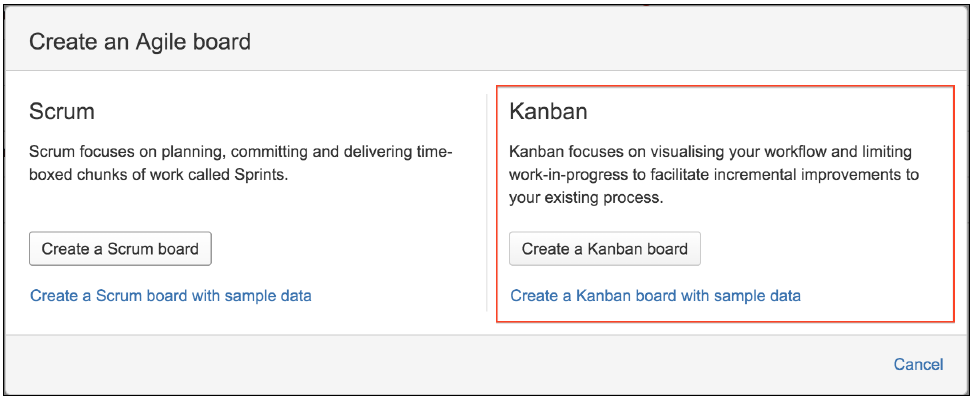 Create an Agile board
Scrum
Scrum focuses on planning, committing and delivering time-
boxed chunks of work called Sprints.
Create a Scrum board
Create a Scrum board with sample data
Kanban
Kanban focuses on visualising your workflow and limiting
work-in-progress to facilitate incremental improvements to
your existing process.
Create a Kanban board
Create a Kanban board with sample data
Cancel